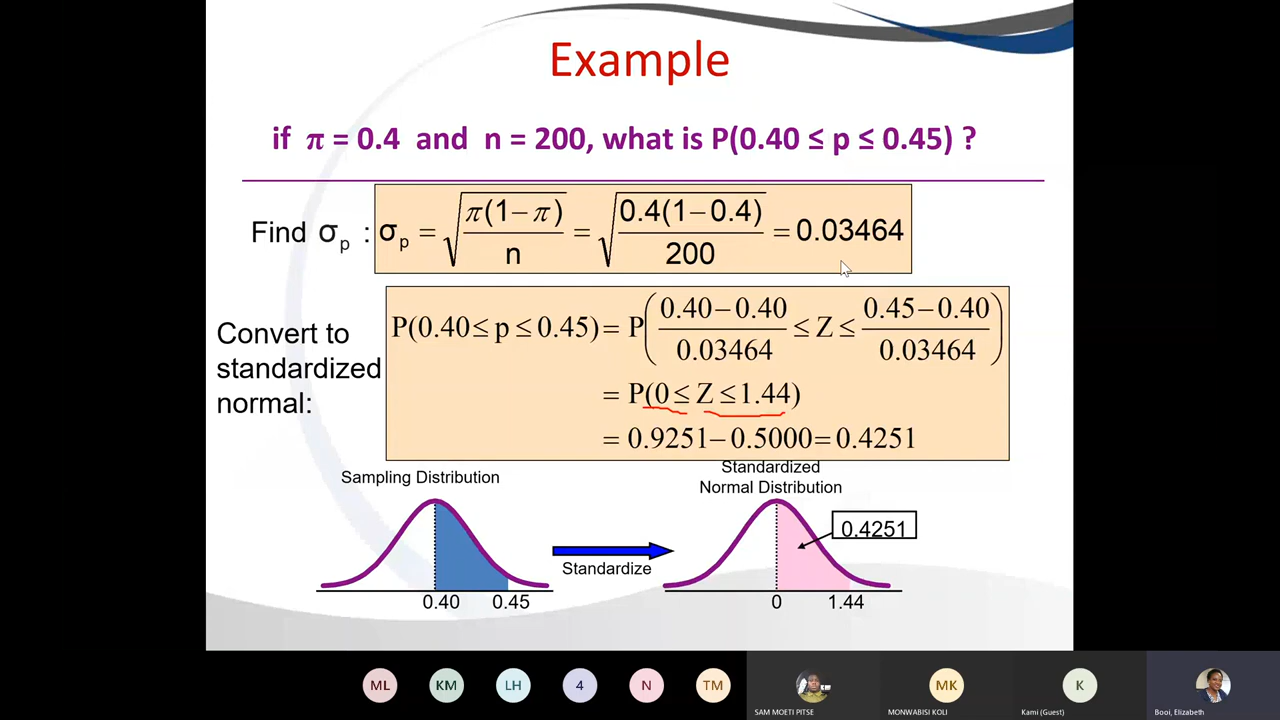 Example
if π = 0.4 and n = 200, what is P(0.40 ≤ p ≤ 0.45) ?
Find σp : σp = √(π(1−π)/n) = √(0.4(1−0.4)/200) = 0.03464
Convert to
standardized
normal:
P(0.40 ≤ p ≤ 0.45) = P((0.40−0.40)/0.03464 ≤ Z ≤ (0.45−0.40)/0.03464)
= P(0 ≤ Z ≤ 1.44)
= 0.9251−0.5000 = 0.4251
Sampling Distribution
0.40 0.45
Standardize
Standardized
Normal Distribution
0.4251
0 1.44
ML KM LH 4 N TM MK K
SAM MOETI PITSE MONWABISI KOLI Kami (Guest) Booi, Elizabeth